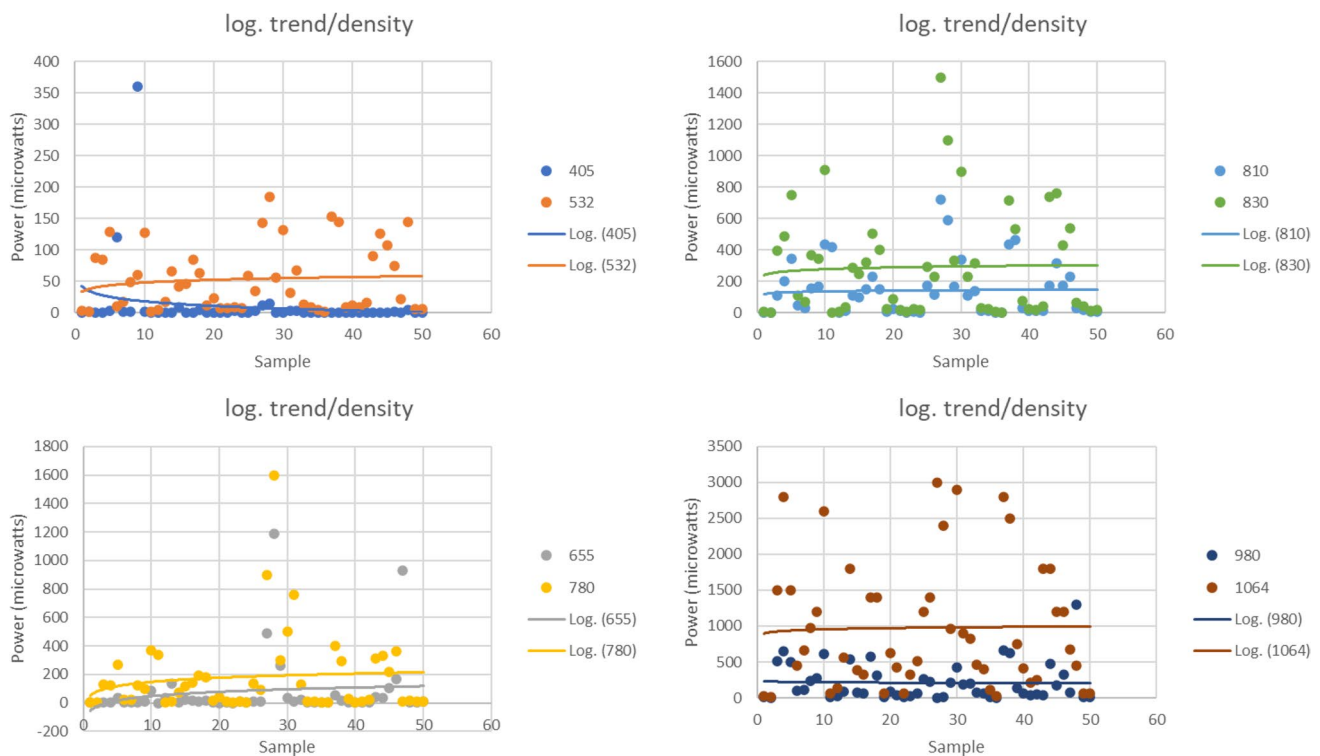 log. trend/density
400
350
300
250
200
150
100
50
0
Power (microwatts)
0 10 20 30 40 50 60
Sample
405
532
Log. (405)
Log. (532)
log. trend/density
1600
1400
1200
1000
800
600
400
200
0
Power (microwatts)
0 10 20 30 40 50 60
Sample
810
830
Log. (810)
Log. (830)
log. trend/density
1800
1600
1400
1200
1000
800
600
400
200
0
-200
Power (microwatts)
0 10 20 30 40 50 60
Sample
655
780
Log. (655)
Log. (780)
log. trend/density
3500
3000
2500
2000
1500
1000
500
0
Power (microwatts)
0 10 20 30 40 50 60
Sample
980
1064
Log. (980)
Log. (1064)